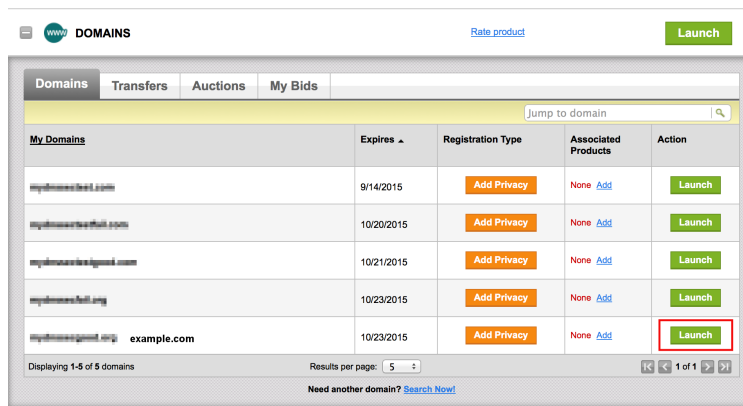 www DOMAINS Rate product Launch
Domains Transfers Auctions My Bids
Jump to domain
My Domains Expires Registration Type Associated Products Action
9/14/2015 Add Privacy None Add Launch
10/20/2015 Add Privacy None Add Launch
10/21/2015 Add Privacy None Add Launch
10/23/2015 Add Privacy None Add Launch
example.com 10/23/2015 Add Privacy None Add Launch
Displaying 1-5 of 5 domains Results per page: 5 1 of 1
Need another domain? Search Now!